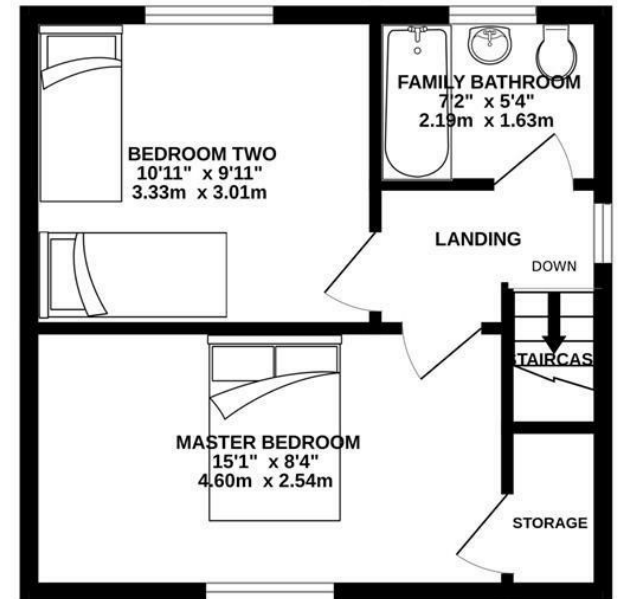 FAMILY BATHROOM
7'2" x 5'4"
2.19m x 1.63m
BEDROOM TWO
10'11" x 9'11"
3.33m x 3.01m
LANDING
DOWN
STAIRCAS
MASTER BEDROOM
15'1" x 8'4"
4.60m x 2.54m
STORAGE